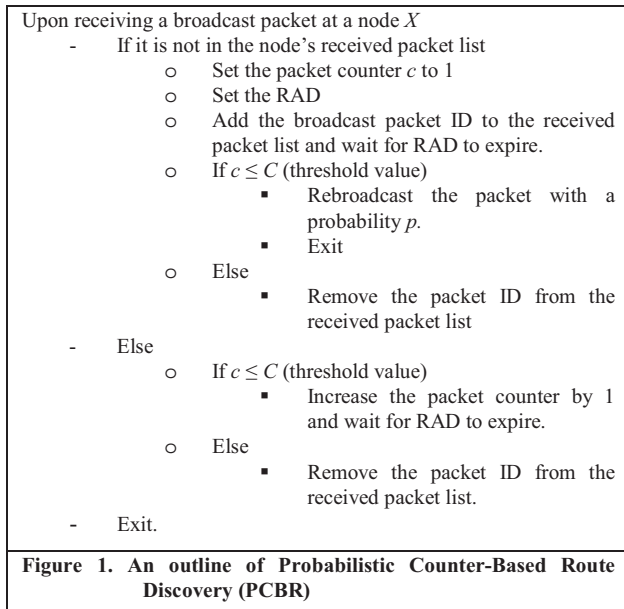 Upon receiving a broadcast packet at a node X
- If it is not in the node's received packet list
o Set the packet counter c to 1
o Set the RAD
o Add the broadcast packet ID to the received
packet list and wait for RAD to expire.
o If c ≤ C (threshold value)
▪ Rebroadcast the packet with a
probability p.
▪ Exit
o Else
▪ Remove the packet ID from the
received packet list
- Else
o If c ≤ C (threshold value)
▪ Increase the packet counter by 1
and wait for RAD to expire.
o Else
▪ Remove the packet ID from the
received packet list.
- Exit.
Figure 1. An outline of Probabilistic Counter-Based Route
Discovery (PCBR)